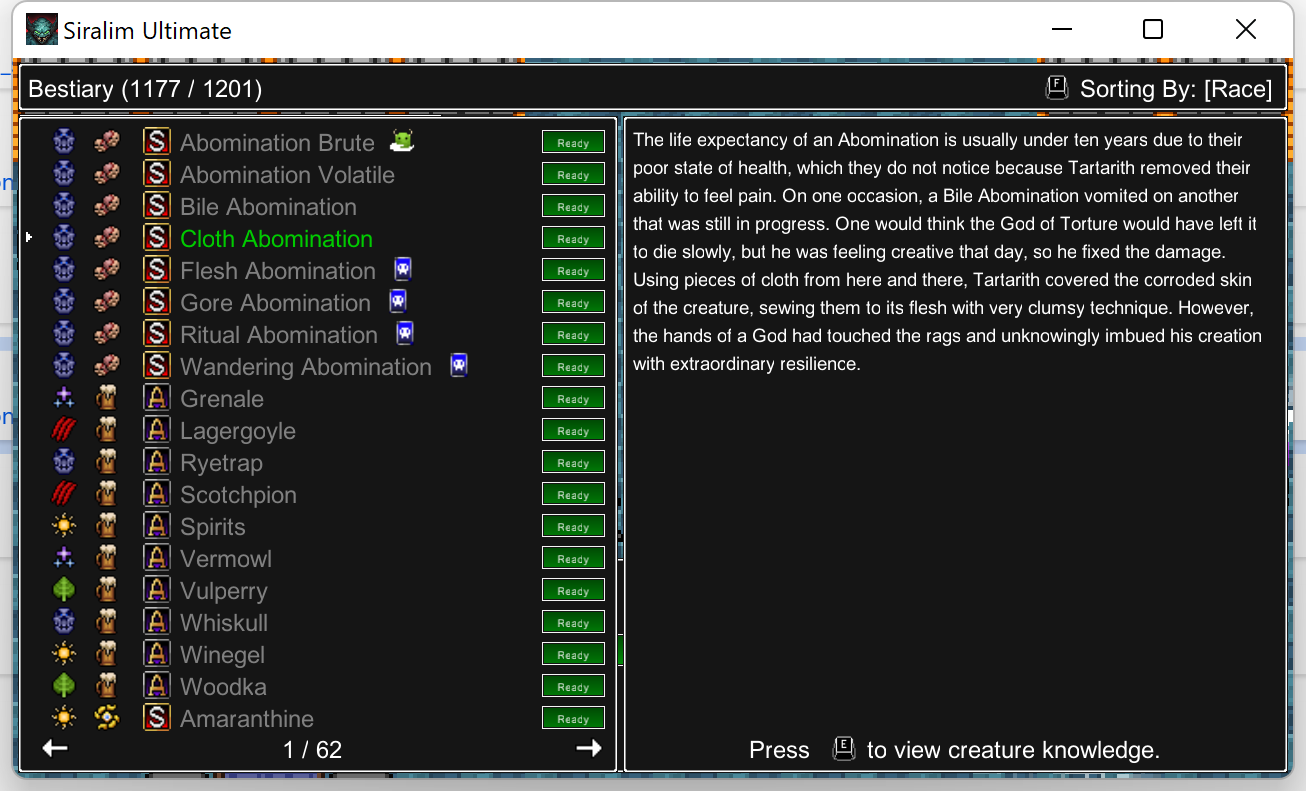 Siralim Ultimate
Bestiary (1177 / 1201)
F Sorting By: [Race]
S Abomination Brute Ready
S Abomination Volatile Ready
S Bile Abomination Ready
S Cloth Abomination Ready
S Flesh Abomination Ready
S Gore Abomination Ready
S Ritual Abomination Ready
S Wandering Abomination Ready
A Grenale Ready
A Lagergoyle Ready
A Ryetrap Ready
A Scotchpion Ready
A Spirits Ready
A Vermowl Ready
A Vulperry Ready
A Whiskull Ready
A Winegel Ready
A Woodka Ready
S Amaranthine Ready
1 / 62
The life expectancy of an Abomination is usually under ten years due to their
poor state of health, which they do not notice because Tartarith removed their
ability to feel pain. On one occasion, a Bile Abomination vomited on another
that was still in progress. One would think the God of Torture would have left it
to die slowly, but he was feeling creative that day, so he fixed the damage.
Using pieces of cloth from here and there, Tartarith covered the corroded skin
of the creature, sewing them to its flesh with very clumsy technique. However,
the hands of a God had touched the rags and unknowingly imbued his creation
with extraordinary resilience.
Press E to view creature knowledge.